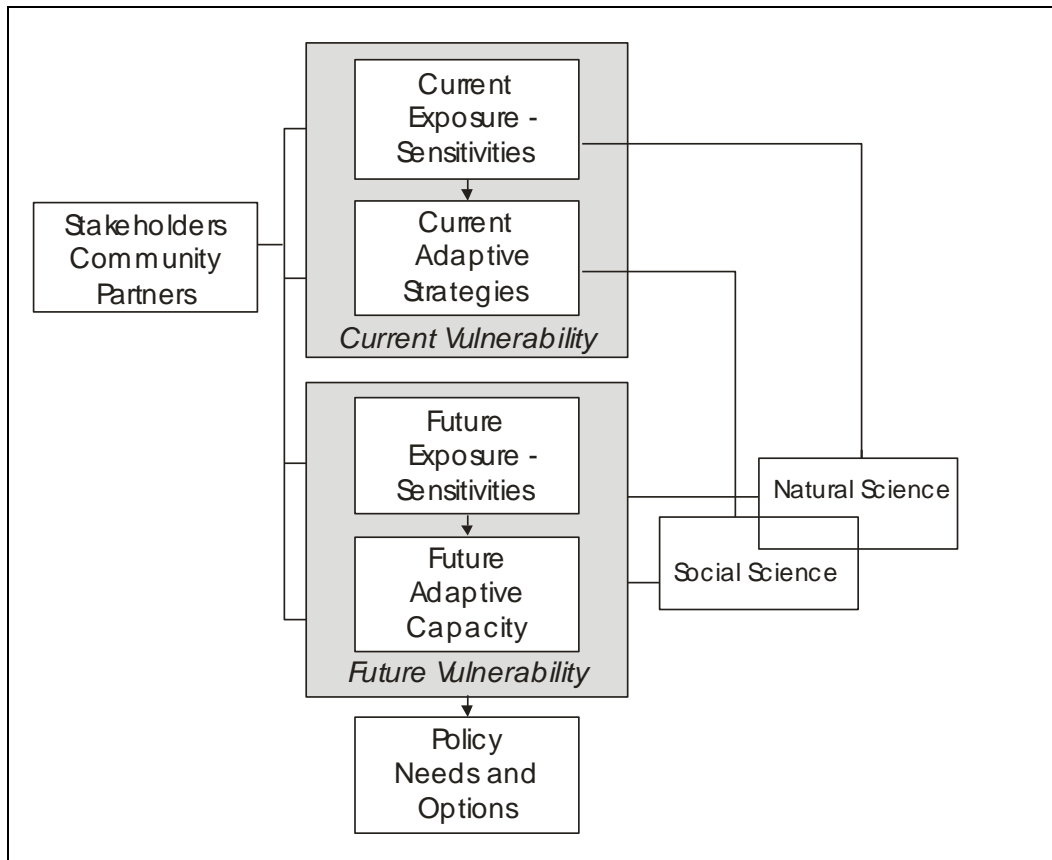 Current
Exposure -
Sensitivities
Stakeholders
Community
Partners
Current
Adaptive
Strategies
Current Vulnerability
Future
Exposure -
Sensitivities
Natural Science
Social Science
Future
Adaptive
Capacity
Future Vulnerability
Policy
Needs and
Options